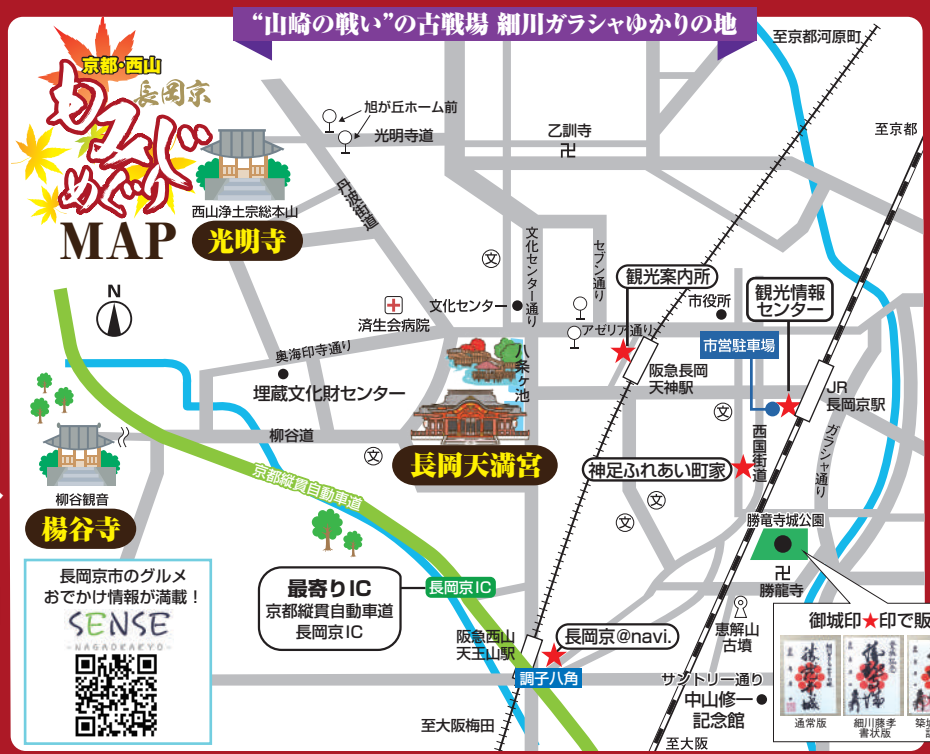 “山崎の戦い”の古戦場 細川ガラシャゆかりの地
京都・西山
長岡京
もみじ
めぐり
MAP
西山浄土宗総本山
光明寺
旭が丘ホーム前
光明寺道
乙訓寺
至京都河原町
至京都
丹波街道
文
文化センター通り
セブン通り
観光案内所
市役所
観光情報
センター
N
済生会病院
文化センター
アゼリア通り
市営駐車場
奥海印寺通り
八条ヶ池
阪急長岡
天神駅
JR
長岡京駅
埋蔵文化財センター
文
西国街道
ガラシャ通り
柳谷道
文
長岡天満宮
神足ふれあい町家
京都縦貫自動車道
柳谷観音
楊谷寺
文
文
勝竜寺城公園
勝龍寺
長岡京市のグルメ
おでかけ情報が満載！
SENSE
-NAGAOKAKYO-
最寄りIC
京都縦貫自動車道
長岡京IC
長岡京IC
恵解山
古墳
阪急西山
天王山駅
長岡京@navi.
調子八角
サントリー通り
中山修一
記念館
至大阪梅田
至大阪
御城印★印で販
通常版
細川藤孝
書状版
築城